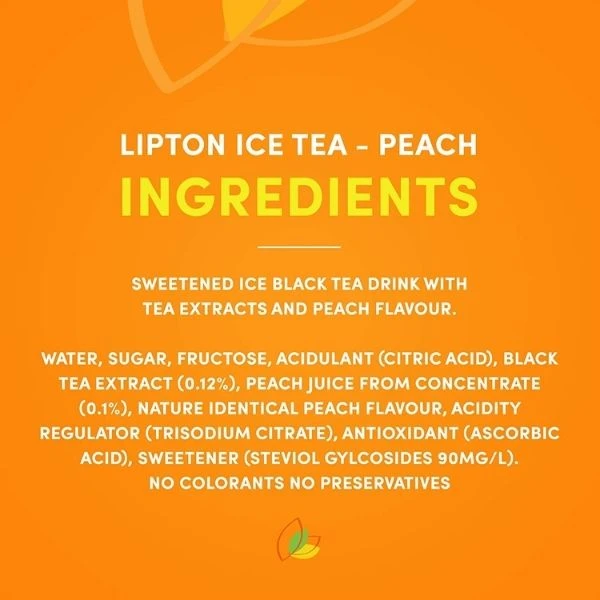 LIPTON ICE TEA - PEACH
INGREDIENTS
SWEETENED ICE BLACK TEA DRINK WITH
TEA EXTRACTS AND PEACH FLAVOUR.
WATER, SUGAR, FRUCTOSE, ACIDULANT (CITRIC ACID), BLACK
TEA EXTRACT (0.12%), PEACH JUICE FROM CONCENTRATE
(0.1%), NATURE IDENTICAL PEACH FLAVOUR, ACIDITY
REGULATOR (TRISODIUM CITRATE), ANTIOXIDANT (ASCORBIC
ACID), SWEETENER (STEVIOL GYLCOSIDES 90MG/L).
NO COLORANTS NO PRESERVATIVES